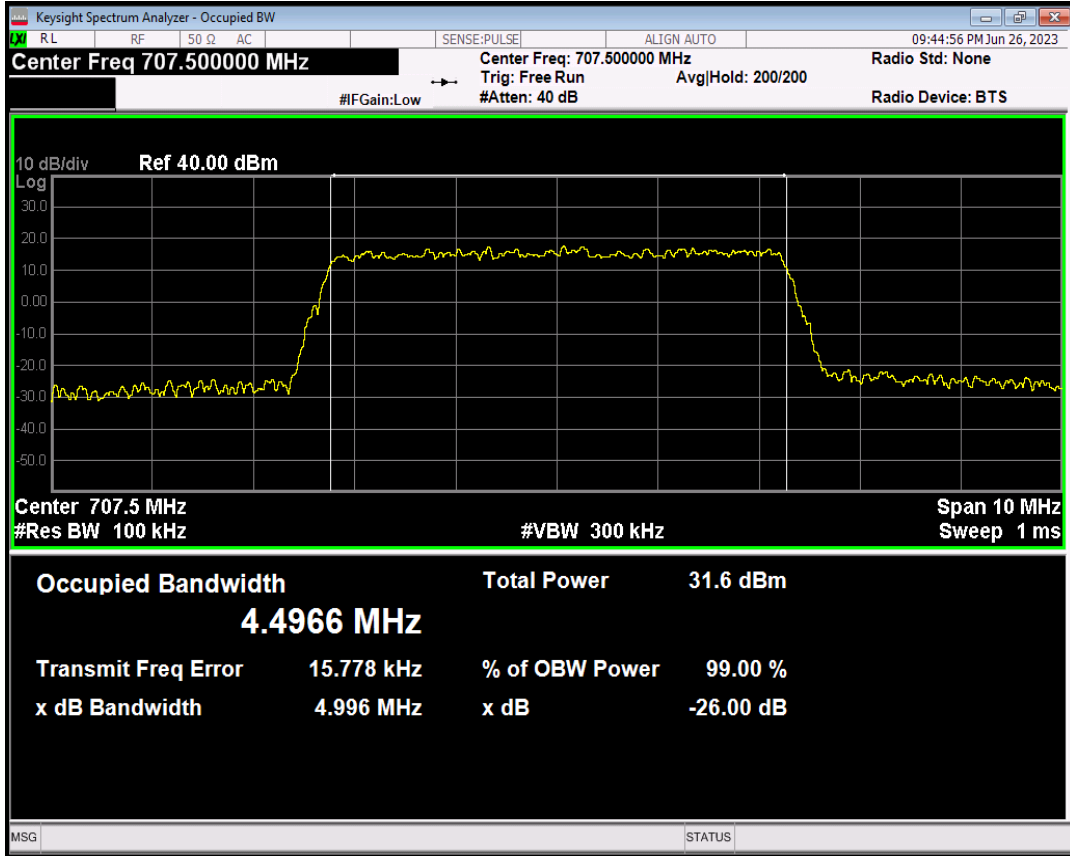 Keysight Spectrum Analyzer - Occupied BW
LXI RL RF 50 Ω AC SENSE:PULSE ALIGN AUTO 09:44:56 PM Jun 26, 2023
Center Freq 707.500000 MHz Center Freq: 707.500000 MHz Radio Std: None
Trig: Free Run Avg|Hold: 200/200
#IFGain:Low #Atten: 40 dB Radio Device: BTS
10 dB/div Ref 40.00 dBm
Log
30.0
20.0
10.0
0.00
-10.0
-20.0
-30.0
-40.0
-50.0
Center 707.5 MHz Span 10 MHz
#Res BW 100 kHz #VBW 300 kHz Sweep 1 ms
Occupied Bandwidth Total Power 31.6 dBm
4.4966 MHz
Transmit Freq Error 15.778 kHz % of OBW Power 99.00 %
x dB Bandwidth 4.996 MHz x dB -26.00 dB
MSG STATUS